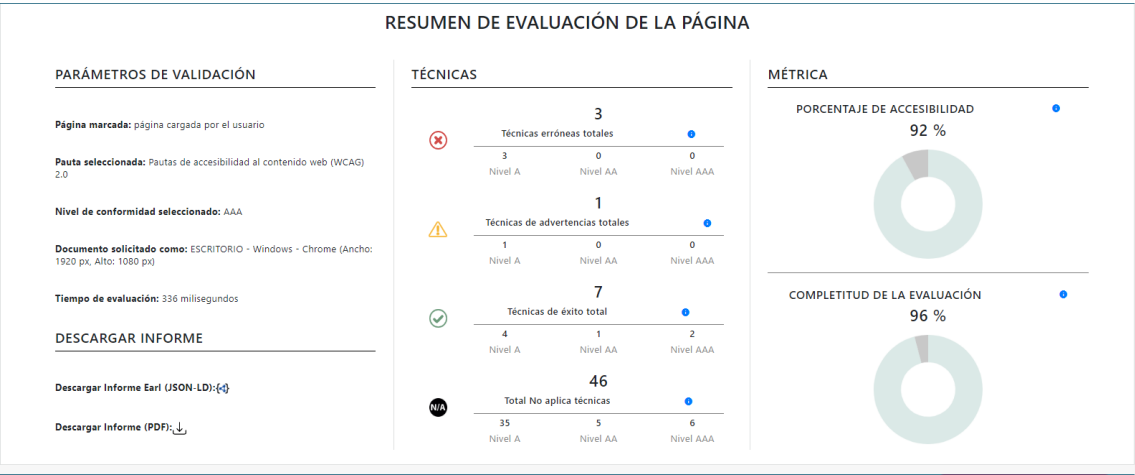 RESUMEN DE EVALUACIÓN DE LA PÁGINA
PARÁMETROS DE VALIDACIÓN
Página marcada: página cargada por el usuario
Pauta seleccionada: Pautas de accesibilidad al contenido web (WCAG)
2.0
Nivel de conformidad seleccionado: AAA
Documento solicitado como: ESCRITORIO - Windows - Chrome (Ancho:
1920 px, Alto: 1080 px)
Tiempo de evaluación: 336 milisegundos
DESCARGAR INFORME
Descargar Informe Earl (JSON-LD):
Descargar Informe (PDF):
TÉCNICAS
3
Técnicas erróneas totales
3 0 0
Nivel A Nivel AA Nivel AAA
1
Técnicas de advertencias totales
1 0 0
Nivel A Nivel AA Nivel AAA
7
Técnicas de éxito total
4 1 2
Nivel A Nivel AA Nivel AAA
N/A
46
Total No aplica técnicas
35 5 6
Nivel A Nivel AA Nivel AAA
MÉTRICA
PORCENTAJE DE ACCESIBILIDAD
92 %
COMPLETITUD DE LA EVALUACIÓN
96 %